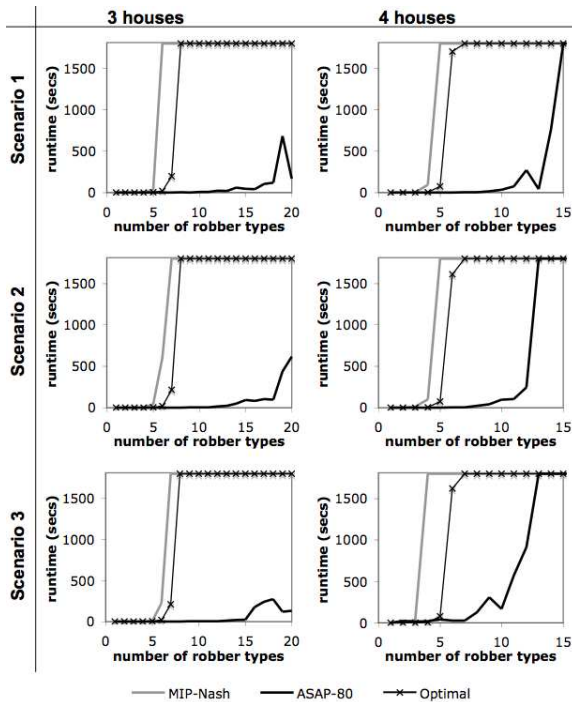 3 houses 4 houses
Scenario 1
runtime (secs)
1500
1000
500
0
0 5 10 15 20
number of robber types
runtime (secs)
1500
1000
500
0
0 5 10 15
number of robber types
Scenario 2
runtime (secs)
1500
1000
500
0
0 5 10 15 20
number of robber types
runtime (secs)
1500
1000
500
0
0 5 10 15
number of robber types
Scenario 3
runtime (secs)
1500
1000
500
0
0 5 10 15 20
number of robber types
runtime (secs)
1500
1000
500
0
0 5 10 15
number of robber types
MIP-Nash ASAP-80 Optimal